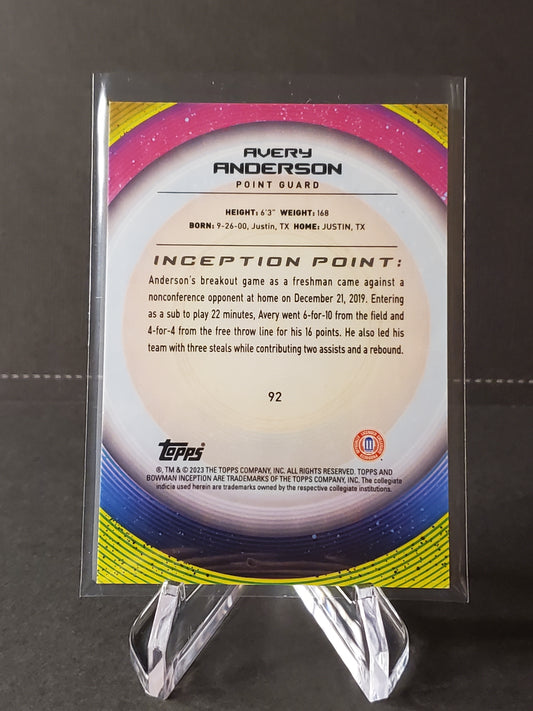 AVERY
ANDERSON
POINT GUARD
HEIGHT: 6'3" WEIGHT: 168
BORN: 9-26-00, Justin, TX HOME: JUSTIN, TX
INCEPTION POINT:
Anderson's breakout game as a freshman came against a
nonconference opponent at home on December 21, 2019. Entering
as a sub to play 22 minutes, Avery went 6-for-10 from the field and
4-for-4 from the free throw line for his 16 points. He also led his
team with three steals while contributing two assists and a rebound.
92
topps
®, TM & © 2023 THE TOPPS COMPANY, INC. ALL RIGHTS RESERVED. TOPPS AND
BOWMAN INCEPTION ARE TRADEMARKS OF THE TOPPS COMPANY, INC. The collegiate
indicia used herein are trademarks owned by the respective collegiate institutions.